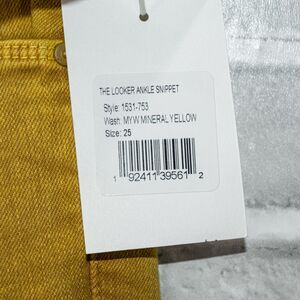 THE LOOKER ANKLE SNIPPET
Style: 1531-753
Wash: MYW MINERAL YELLOW
Size: 25
1 92411 39561 2